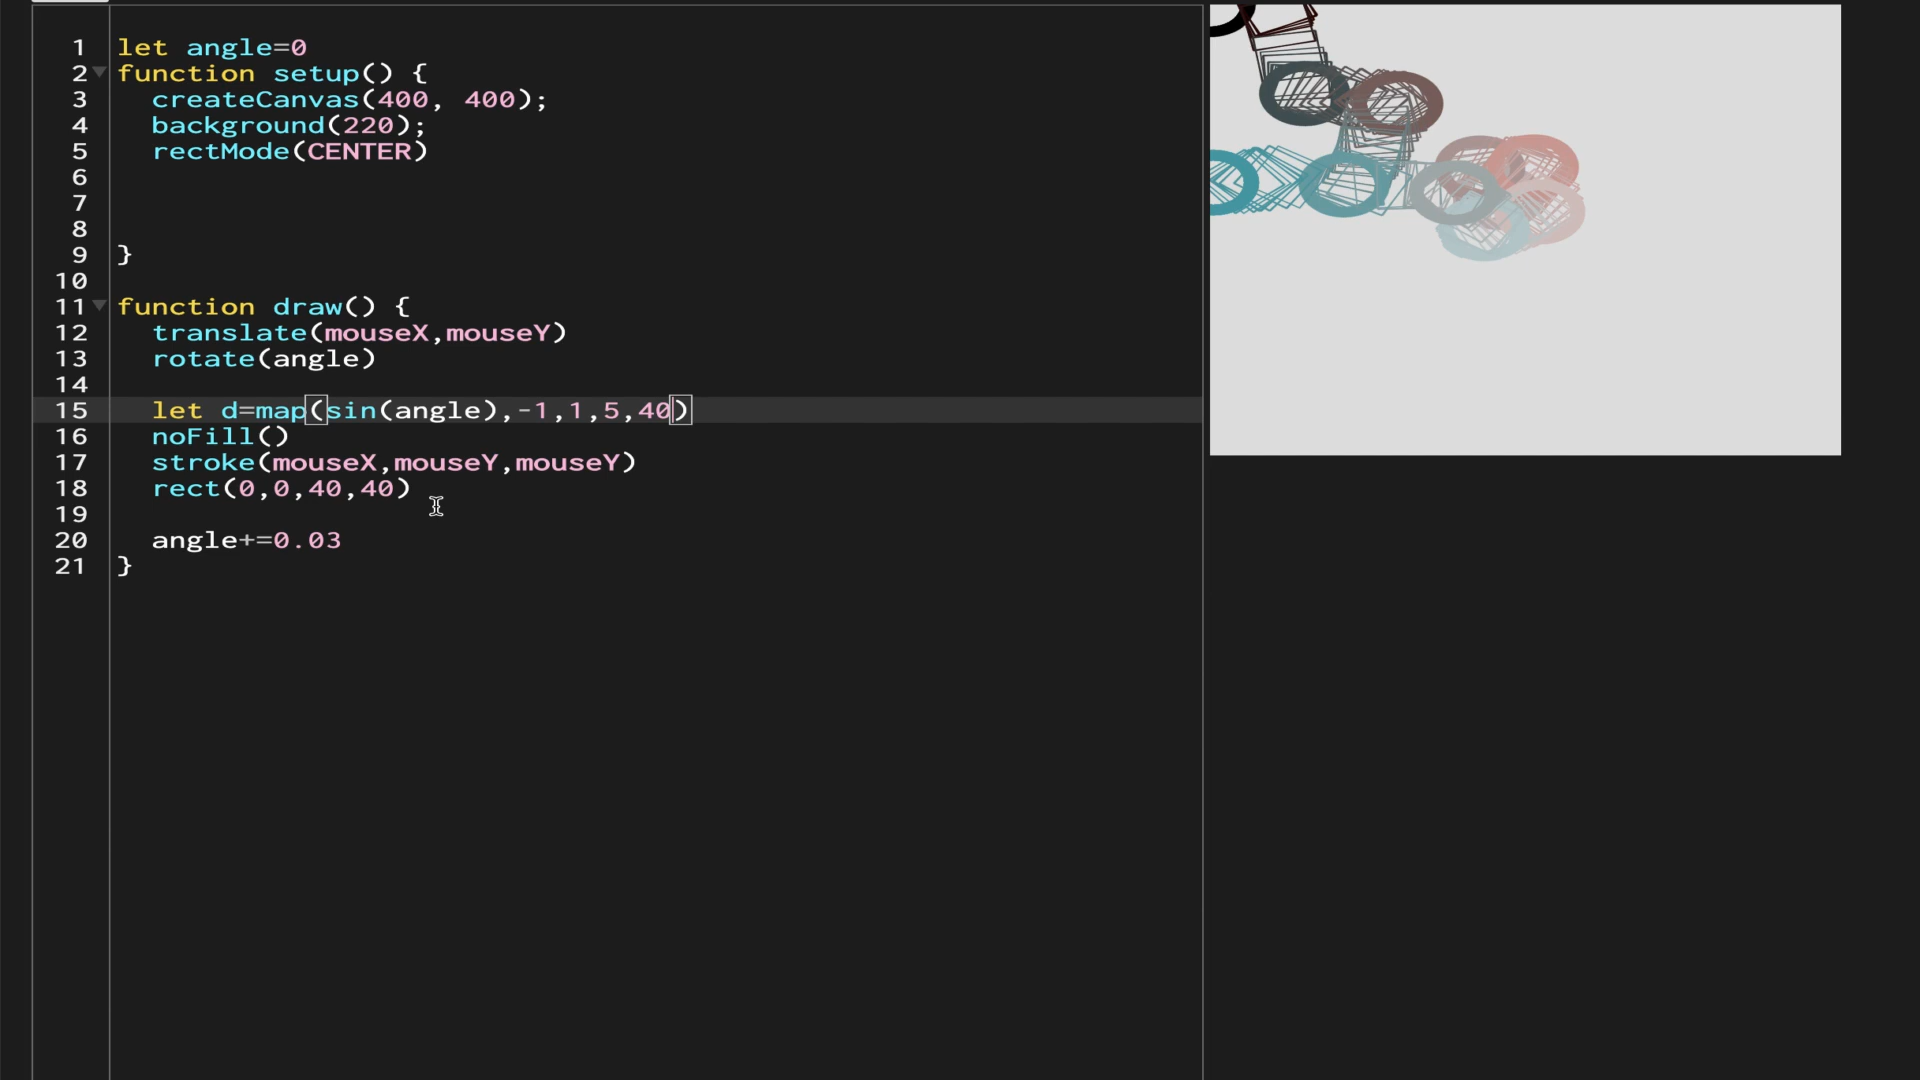 1 let angle=0
2 function setup() {
3 createCanvas(400, 400);
4 background(220);
5 rectMode(CENTER)
6
7
8
9 }
10
11 function draw() {
12 translate(mouseX,mouseY)
13 rotate(angle)
14
15 let d=map(sin(angle),-1,1,5,40)
16 noFill()
17 stroke(mouseX,mouseY,mouseY)
18 rect(0,0,40,40)
19
20 angle+=0.03
21 }